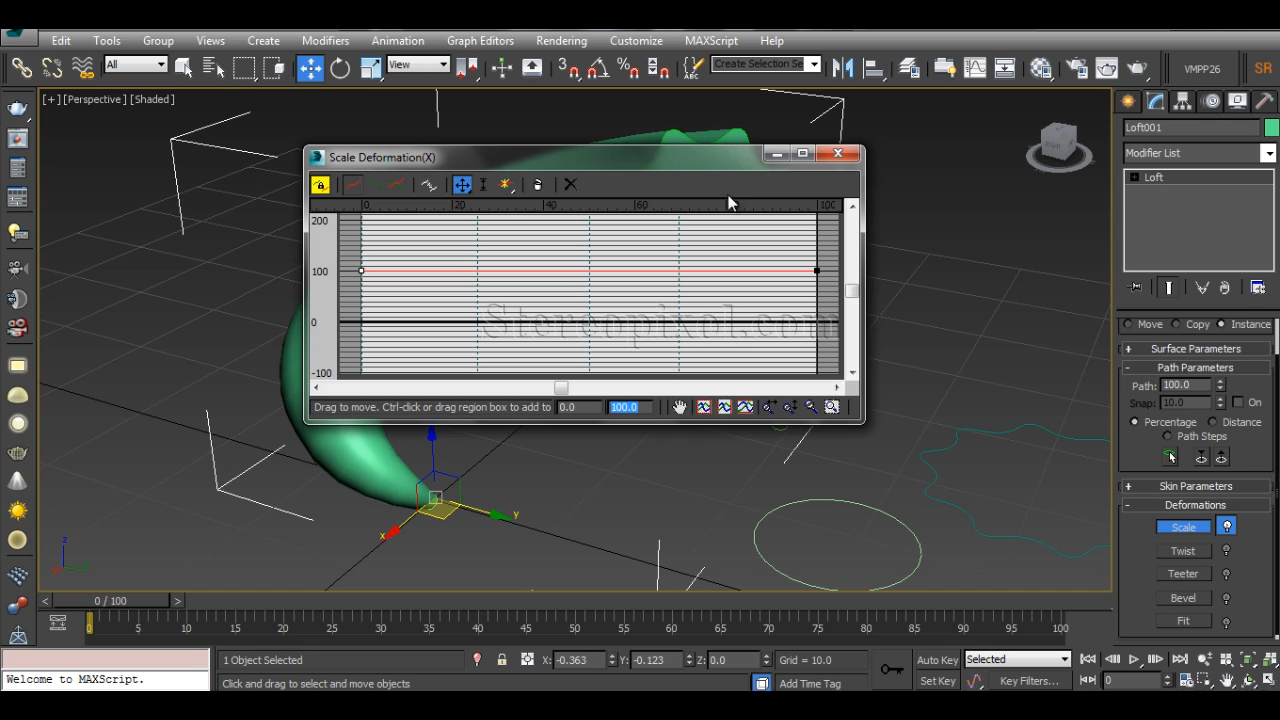 Edit Tools Group Views Create Modifiers Animation Graph Editors Rendering Customize MAXScript Help
All View Create Selection Se VMPP26 SR
[+] [Perspective] [Shaded]
Loft001
Modifier List
Loft
Scale Deformation(X)
0 20 40 60 100
200
100
0
-100
Stereopixol.com
Drag to move. Ctrl-click or drag region box to add to 0.0 100.0
Move Copy Instance
+ Surface Parameters
- Path Parameters
Path: 100.0
Snap: 10.0 On
Percentage Distance
Path Steps
+ Skin Parameters
- Deformations
Scale
Twist
Teeter
Bevel
Fit
x y z
z
0 / 100
0 5 10 15 20 25 30 35 40 45 50 55 60 65 70 75 80 85 90 95 100
1 Object Selected X: -0.363 Y: -0.123 Z: 0.0 Grid = 10.0 Auto Key Selected
Welcome to MAXScript. Click and drag to select and move objects Add Time Tag Set Key Key Filters... 0